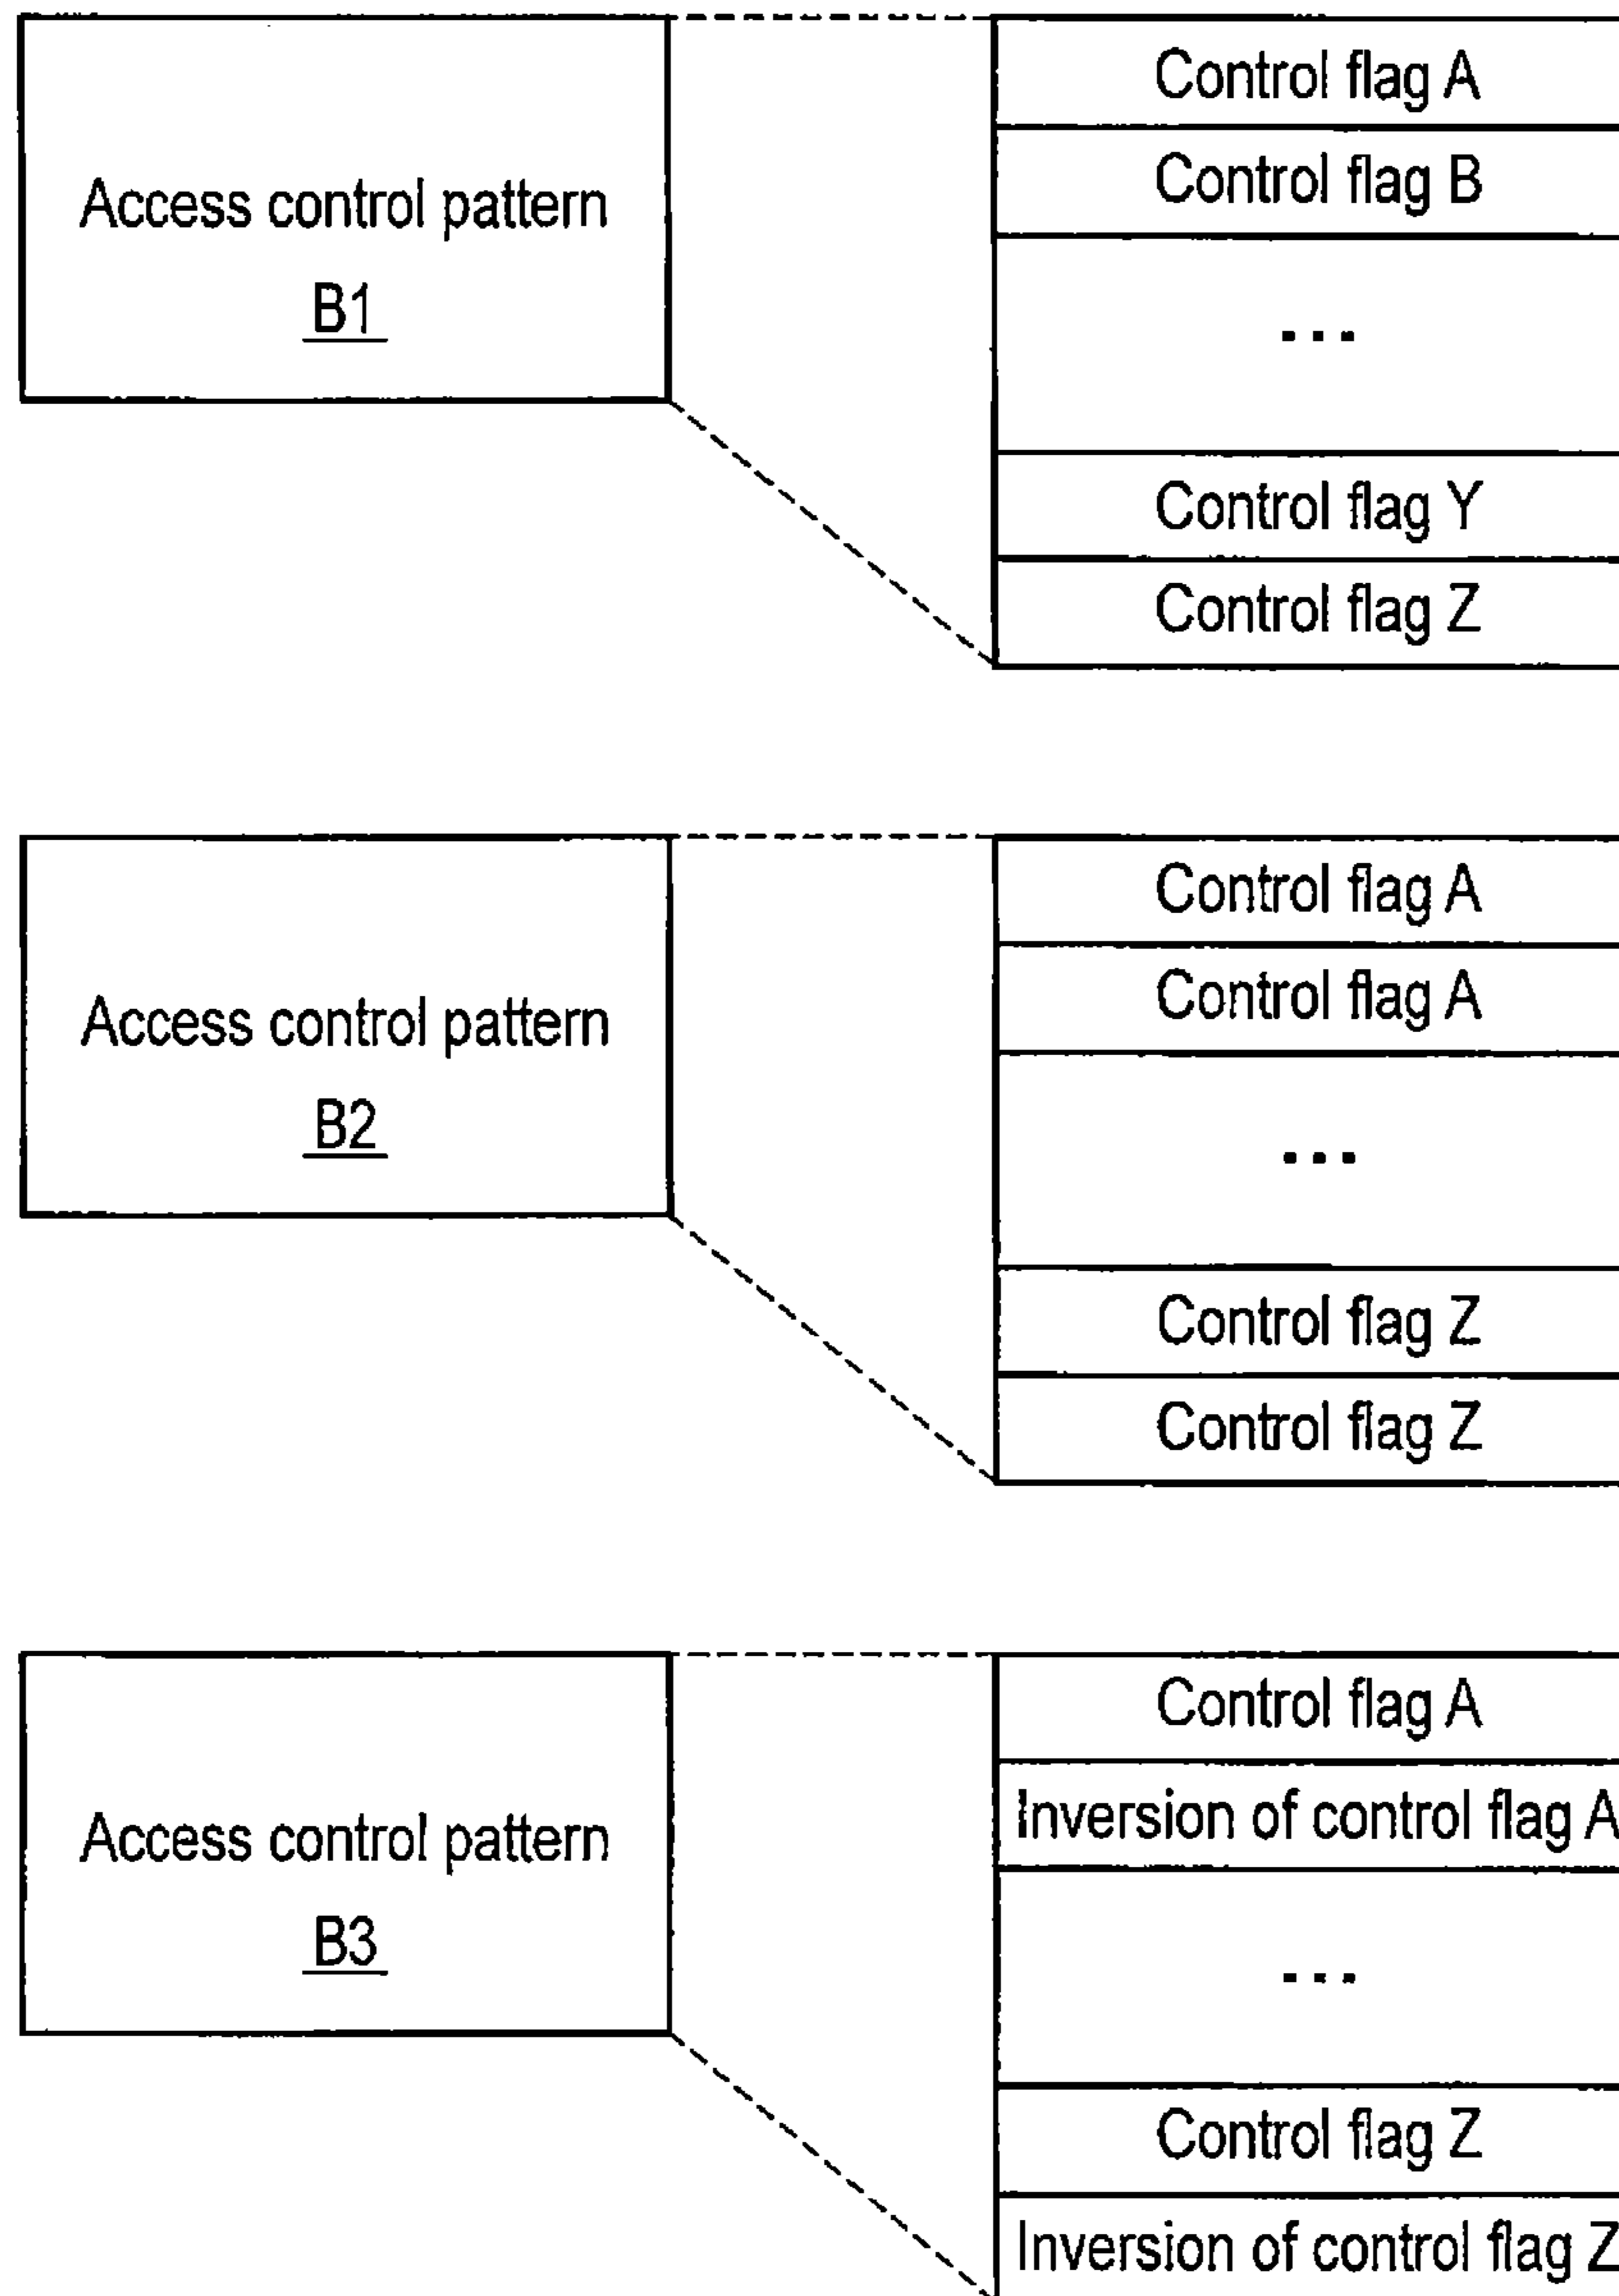 Access control pattern
B1
Control flag A
Control flag B
...
Control flag Y
Control flag Z
Access control pattern
B2
Control flag A
Control flag A
...
Control flag Z
Control flag Z
Access control pattern
B3
Control flag A
Inversion of control flag A
...
Control flag Z
Inversion of control flag Z